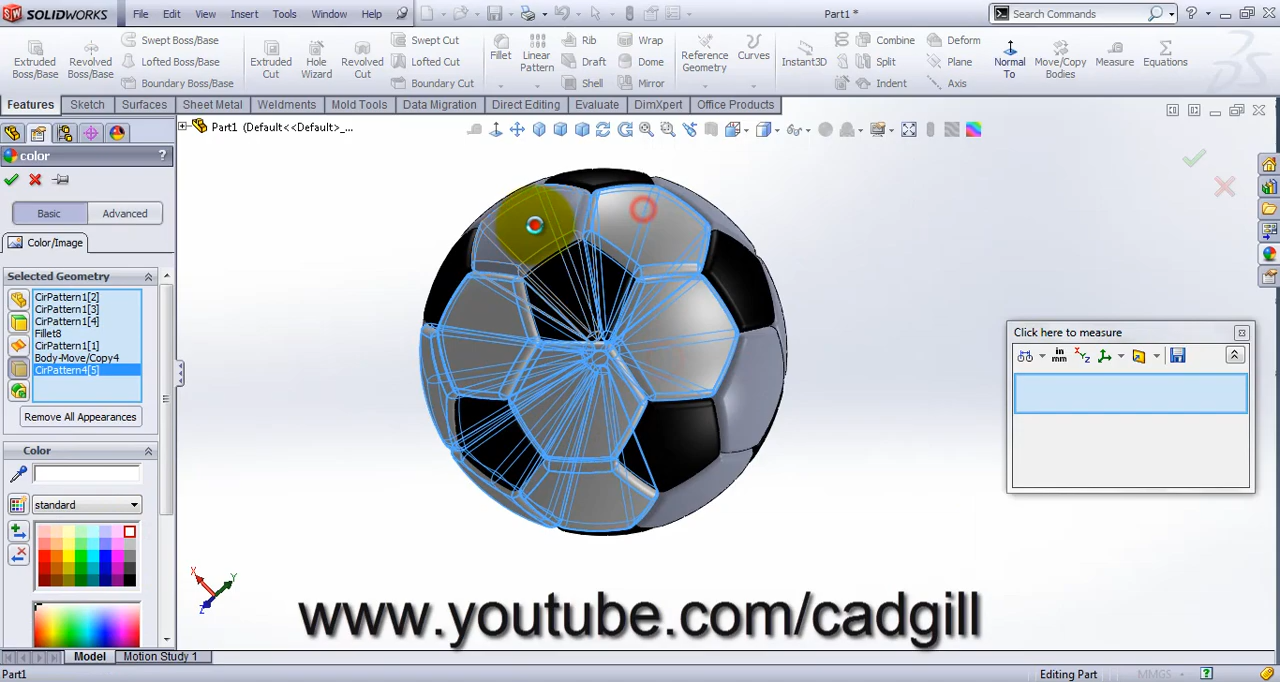 SOLIDWORKS File Edit View Insert Tools Window Help Part1 * Search Commands
Extruded Boss/Base Revolved Boss/Base Swept Boss/Base Lofted Boss/Base Boundary Boss/Base Extruded Cut Hole Wizard Revolved Cut Swept Cut Lofted Cut Boundary Cut Fillet Linear Pattern Rib Draft Shell Wrap Dome Mirror Reference Geometry Curves Instant3D Combine Split Indent Deform Plane Axis Normal To Move/Copy Bodies Measure Equations
Features Sketch Surfaces Sheet Metal Weldments Mold Tools Data Migration Direct Editing Evaluate DimXpert Office Products
Part1 (Default<<Default>_...
color ?
Basic Advanced
Color/Image
Selected Geometry
CirPattern1[2]
CirPattern1[3]
CirPattern1[4]
Fillet8
CirPattern1[1]
Body-Move/Copy4
CirPattern4[5]
Remove All Appearances
Color
standard
Click here to measure
in
mm
XYZ
X Y Z
www.youtube.com/cadgill
Model Motion Study 1
Part1 Editing Part MMGS